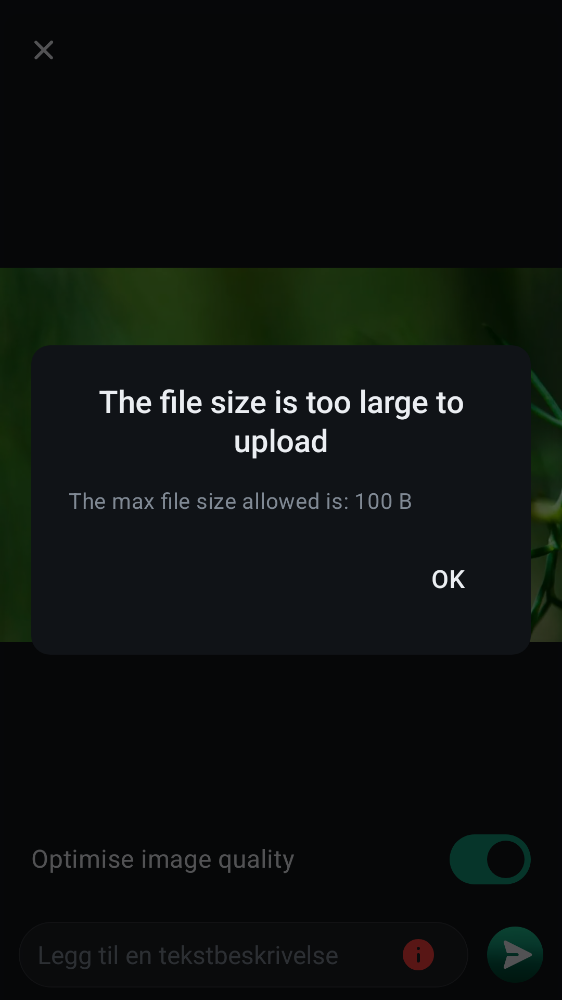 The file size is too large to
upload
The max file size allowed is: 100 B
OK
Optimise image quality
Legg til en tekstbeskrivelse